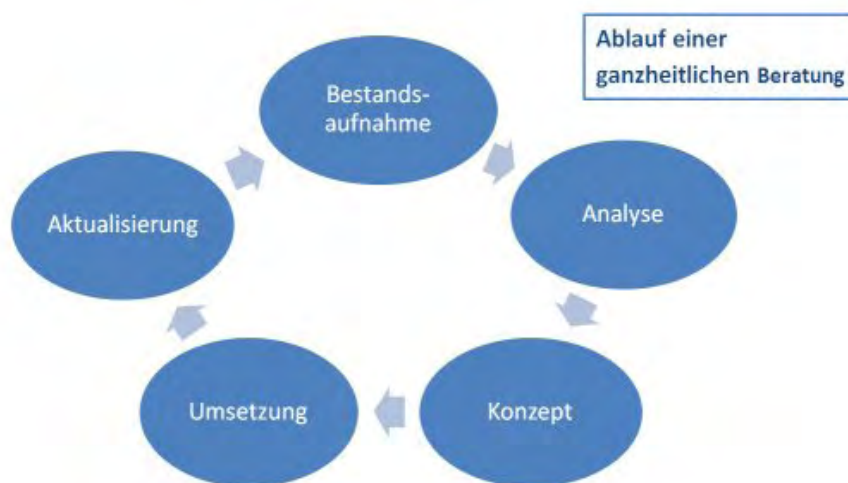 Ablauf einer
ganzheitlichen Beratung
Bestands-
aufnahme
Analyse
Konzept
Umsetzung
Aktualisierung